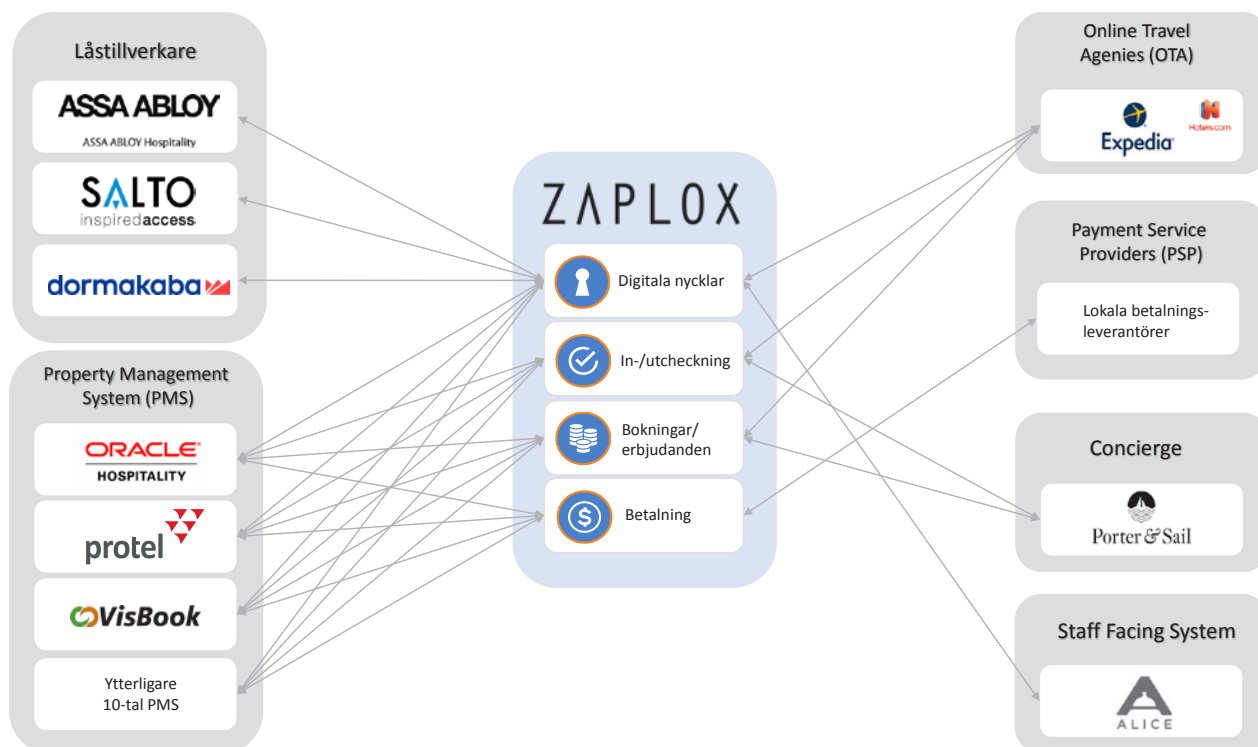 Låstillverkare
ASSA ABLOY
ASSA ABLOY Hospitality
SALTO
inspiredaccess
dormakaba
Property Management
System (PMS)
ORACLE®
HOSPITALITY
protel
VisBook
Ytterligare
10-tal PMS
ZAPLOX
Digitala nycklar
In-/utcheckning
Bokningar/
erbjudanden
Betalning
Online Travel
Agenies (OTA)
Expedia
Hotels.com
Payment Service
Providers (PSP)
Lokala betalnings-
leverantörer
Concierge
Porter & Sail
Staff Facing System
ALICE